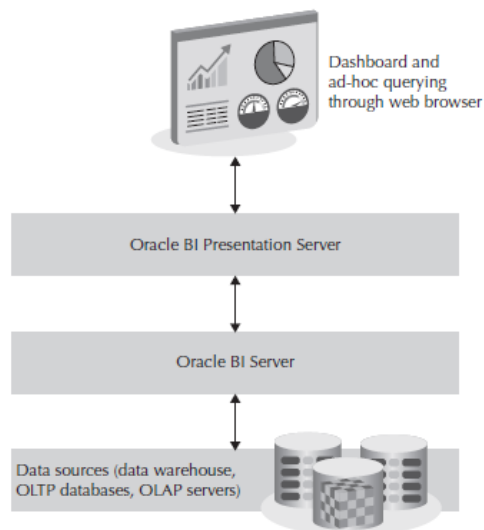 Dashboard and
ad-hoc querying
through web browser
Oracle BI Presentation Server
Oracle BI Server
Data sources (data warehouse,
OLTP databases, OLAP servers)